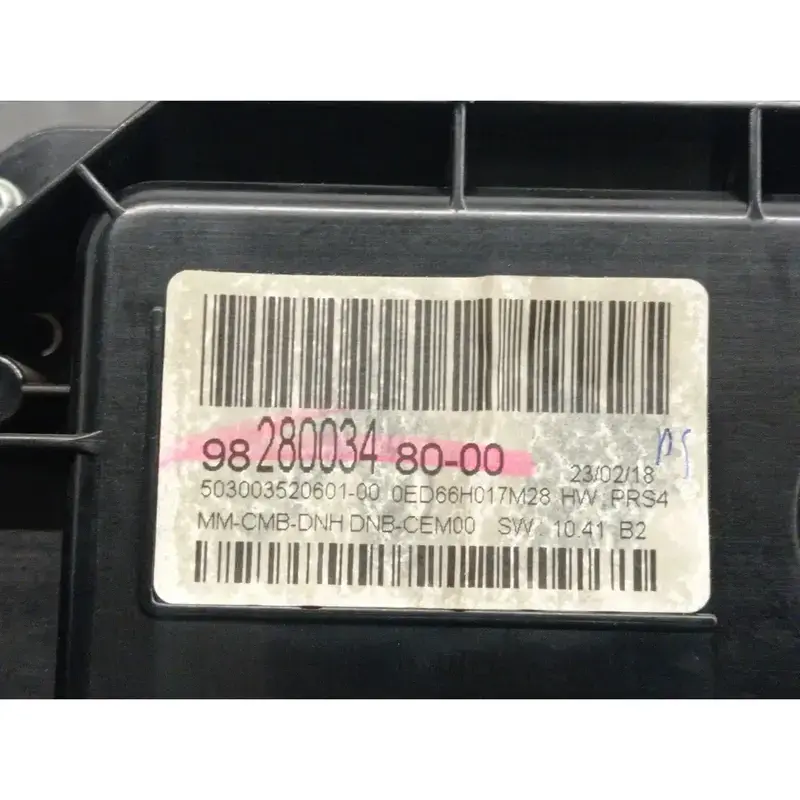 98 280034 80-00 23/02/18
503003520601-00 0ED66H017M28 HW : PRS4
MM-CMB-DNH DNB-CEM00 SW : 10.41 B2